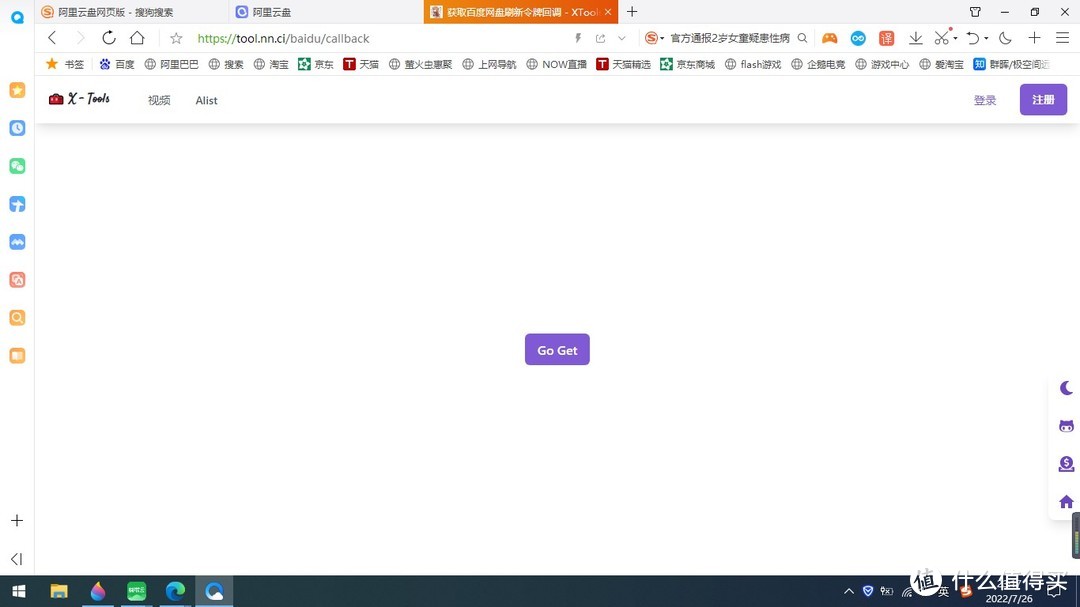 阿里云盘网页版 - 搜狗搜索
阿里云盘
获取百度网盘刷新令牌回调 - XTool
https://tool.nn.ci/baidu/callback
官方通报2岁女童疑患性病
书签
百度
阿里巴巴
搜索
淘宝
京东
天猫
萤火虫惠聚
上网导航
NOW直播
天猫精选
京东商城
flash游戏
企鹅电竞
游戏中心
爱淘宝
群晖/极空间远
X-Tools
视频
Alist
登录
注册
Go Get
英
2022/7/26
值 什么值得买